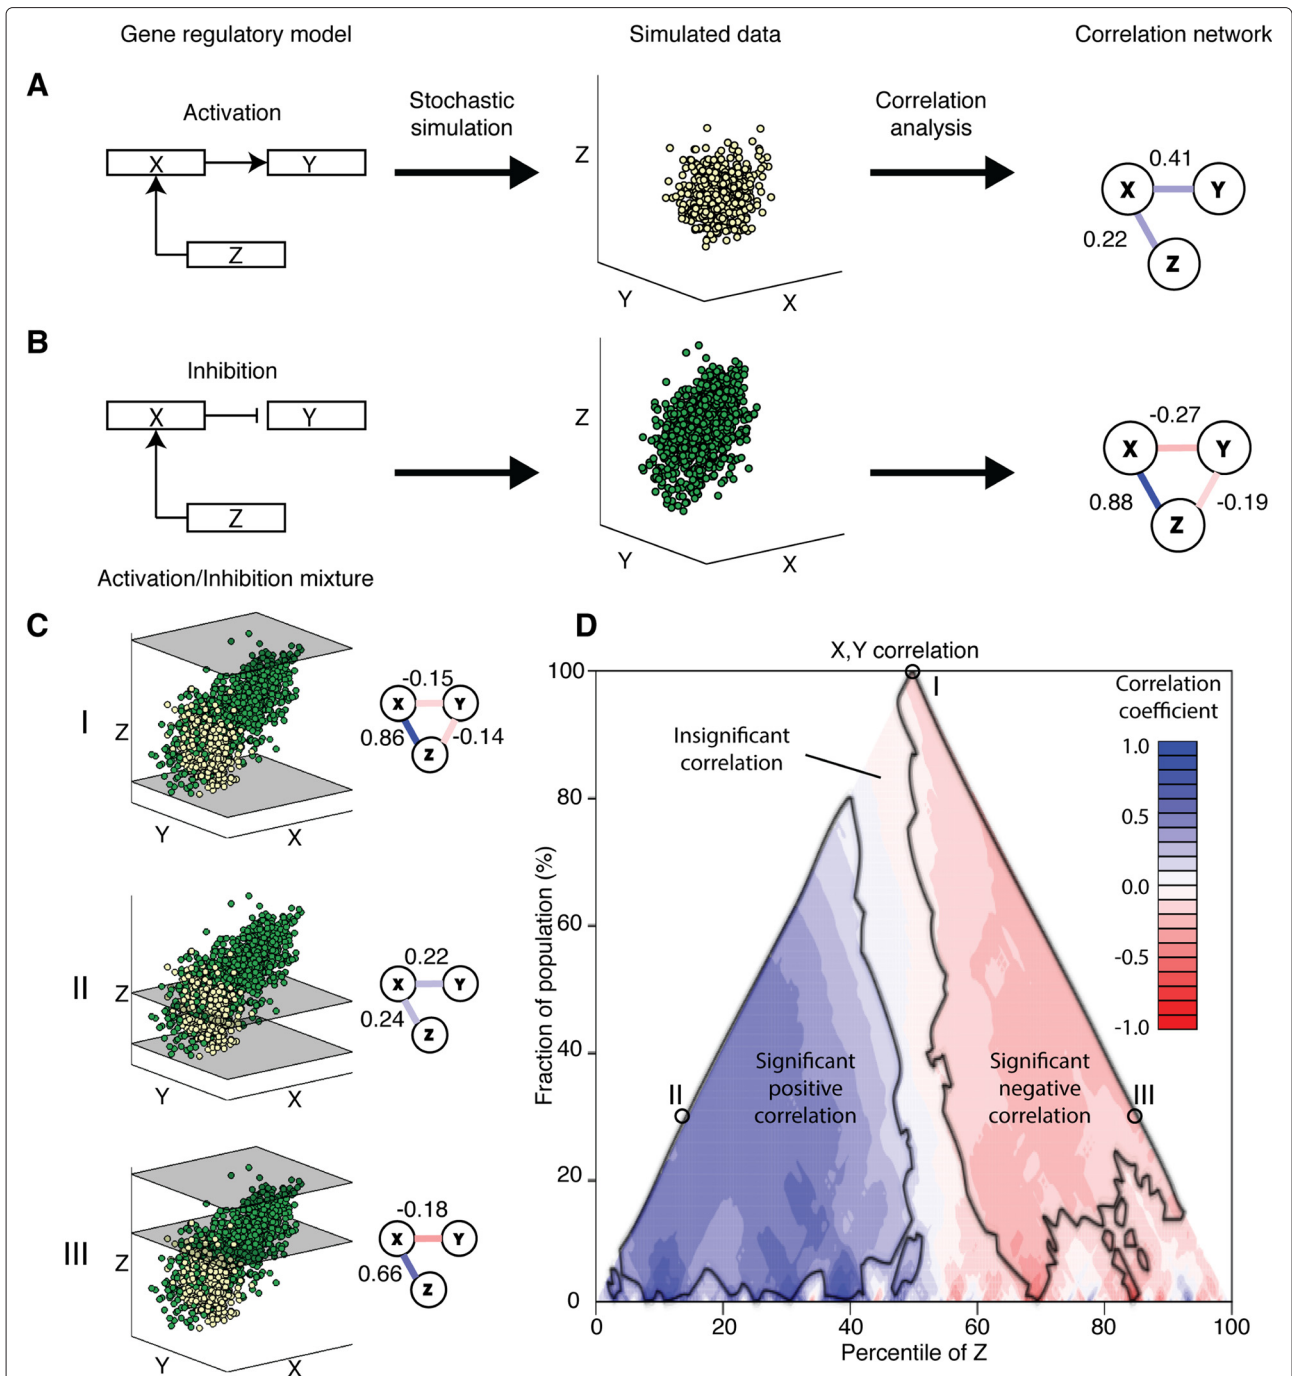 Gene regulatory model
Simulated data
Correlation network
A
Activation
Stochastic
simulation
Correlation
analysis
X
Y
Z
Z
Y
X
0.41
X
Y
0.22
Z
B
Inhibition
X
Y
Z
Z
Y
X
-0.27
X
Y
0.88
-0.19
Z
Activation/Inhibition mixture
C
I
Z
Y
X
-0.15
X
Y
0.86
-0.14
Z
II
Z
Y
X
0.22
X
Y
0.24
Z
III
Z
Y
X
-0.18
X
Y
0.66
Z
D
X,Y correlation
I
Insignificant
correlation
Correlation
coefficient
1.0
0.5
0.0
-0.5
-1.0
Significant
positive
correlation
Significant
negative
correlation
II
III
Fraction of population (%)
100
80
60
40
20
0
0
20
40
60
80
100
Percentile of Z